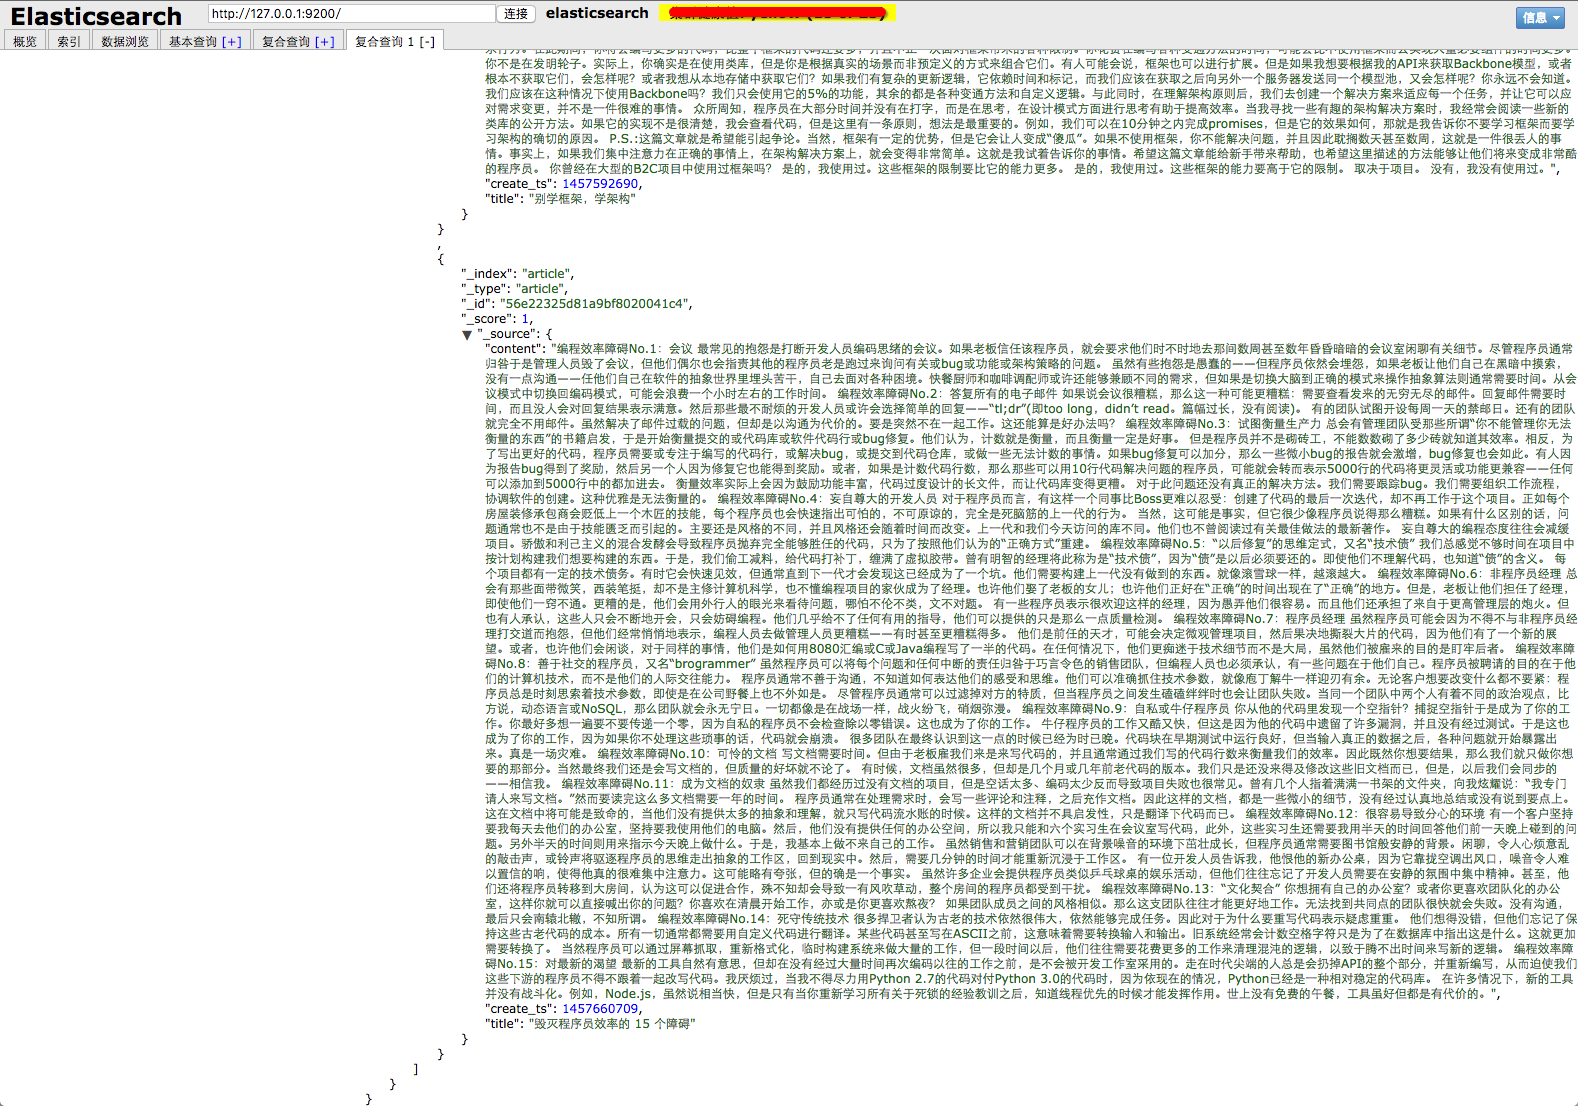 Elasticsearch
http://127.0.0.1:9200/
连接
elasticsearch
信息
概览 索引 数据浏览 基本查询 [+] 复合查询 [+] 复合查询 1 [-]
你不是在发明轮子。实际上，你确实是在使用类库，但是你是根据真实的场景而非预定义的方式来组合它们。有人可能会说，框架也可以进行扩展。但是如果我想要根据我的API来获取Backbone模型，或者
根本不获取它们，会怎样呢？或者我想从本地存储中获取它们？如果我们有复杂的更新逻辑，它依赖时间和标记，而我们应该在获取之后向另外一个服务器发送同一个模型池，又会怎样呢？你永远不会知道。
我们应该在这种情况下使用Backbone吗？我们只会使用它的5%的功能，其余的都是各种变通方法和自定义逻辑。与此同时，在理解架构原则后，我们去创建一个解决方案来适应每一个任务，并让它可以应
对需求变更，并不是一件很难的事情。 众所周知，程序员在大部分时间并没有在打字，而是在思考，在设计模式方面进行思考有助于提高效率。当我寻找一些有趣的架构解决方案时，我经常会阅读一些新的
类库的公开方法。如果它的实现不是很清楚，我会查看代码，但是这里有一条原则，想法是最重要的。例如，我们可以在10分钟之内完成promises，但是它的效果如何，那就是我告诉你不要学习框架而要学
习架构的确切的原因。 P.S.:这篇文章就是希望能引起争论。当然，框架有一定的优势，但是它会让人变成“傻瓜”。如果不使用框架，你不能解决问题，并且因此耽搁数天甚至数周，这就是一件很丢人的事
情。事实上，如果我们集中注意力在正确的事情上，在架构解决方案上，就会变得非常简单。这就是我试着告诉你的事情。希望这篇文章能给新手带来帮助，也希望这里描述的方法能够让他们将来变成非常酷
的程序员。 你曾经在大型的B2C项目中使用过框架吗？ 是的，我使用过。这些框架的限制要比它的能力更多。 是的，我使用过。这些框架的能力要高于它的限制。 取决于项目。 没有，我没有使用过。",
"create_ts": 1457592690,
"title": "别学框架，学架构"
}
}
,
{
"_index": "article",
"_type": "article",
"_id": "56e22325d81a9bf8020041c4",
"_score": 1,
▼ "_source": {
"content": "编程效率障碍No.1：会议 最常见的抱怨是打断开发人员编码思绪的会议。如果老板信任该程序员，就会要求他们时不时地去那间数周甚至数年昏昏暗暗的会议室闲聊有关细节。尽管程序员通常
归咎于是管理人员毁了会议，但他们偶尔也会指责其他的程序员老是跑过来询问有关或bug或功能或架构策略的问题。 虽然有些抱怨是愚蠢的——但程序员依然会埋怨，如果老板让他们自己在黑暗中摸索，
没有一点沟通——任他们自己在软件的抽象世界里埋头苦干，自己去面对各种困境。快餐厨师和咖啡调配师或许还能够兼顾不同的需求，但如果是切换大脑到正确的模式来操作抽象算法则通常需要时间。从会
议模式中切换回编码模式，可能会浪费一个小时左右的工作时间。 编程效率障碍No.2：答复所有的电子邮件 如果说会议很糟糕，那么这一种可能更糟糕：需要查看发来的无穷无尽的邮件。回复邮件需要时
间，而且没人会对回复结果表示满意。然后那些最不耐烦的开发人员或许会选择简单的回复——“tl;dr”(即too long，didn't read。篇幅过长，没有阅读)。 有的团队试图开设每周一天的禁邮日。还有的团队
就完全不用邮件。虽然解决了邮件过载的问题，但却是以沟通为代价的。要是突然不在一起工作。这还能算是好办法吗？ 编程效率障碍No.3：试图衡量生产力 总会有管理团队受那些所谓“你不能管理你无法
衡量的东西”的书籍启发，于是开始衡量提交的或代码库或软件代码行或bug修复。他们认为，计数就是衡量，而且衡量一定是好事。 但是程序员并不是砌砖工，不能数数砌了多少砖就知道其效率。相反，为
了写出更好的代码，程序员需要或专注于编写的代码行，或解决bug，或提交到代码仓库，或做一些无法计数的事情。如果bug修复可以加分，那么一些微小bug的报告就会激增，bug修复也会如此。有人因
为报告bug得到了奖励，然后另一个人因为修复它也能得到奖励。或者，如果是计数代码行数，那么那些可以用10行代码解决问题的程序员，可能就会转而表示5000行的代码将更灵活或功能更兼容——任何
可以添加到5000行中的都加进去。 衡量效率实际上会因为鼓励功能丰富，代码过度设计的长文件，而让代码库变得更糟。 对于此问题还没有真正的解决方法。我们需要跟踪bug。我们需要组织工作流程，
协调软件的创建。这种优雅是无法衡量的。 编程效率障碍No.4：妄自尊大的开发人员 对于程序员而言，有这样一个同事比Boss更难以忍受：创建了代码的最后一次迭代，却不再工作于这个项目。正如每个
房屋装修承包商会贬低上一个木匠的技能，每个程序员也会快速指出可怕的，不可原谅的，完全是死脑筋的上一代的行为。 当然，这可能是事实，但它很少像程序员说得那么糟糕。如果有什么区别的话，问
题通常也不是由于技能匮乏而引起的。主要还是风格的不同，并且风格还会随着时间而改变。上一代和我们今天访问的库不同。他们也不曾阅读过有关最佳做法的最新著作。 妄自尊大的编程态度往往会减缓
项目。骄傲和利己主义的混合发酵会导致程序员抛弃完全能够胜任的代码，只为了按照他们认为的“正确方式”重建。 编程效率障碍No.5：“以后修复”的思维定式，又名“技术债” 我们总感觉不够时间在项目中
按计划构建我们想要构建的东西。于是，我们偷工减料，给代码打补丁，缠满了虚拟胶带。曾有明智的经理将此称为是“技术债”，因为“债”是以后必须要还的。即使他们不理解代码，也知道“债”的含义。 每
个项目都有一定的技术债务。有时它会快速见效，但通常直到下一代才会发现这已经成为了一个坑。他们需要构建上一代没有做到的东西。就像滚雪球一样，越滚越大。 编程效率障碍No.6：非程序员经理 总
会有那些面带微笑，西装笔挺，却不是主修计算机科学，也不懂编程项目的家伙成为了经理。也许他们娶了老板的女儿；也许他们正好在“正确”的时间出现在了“正确”的地方。但是，老板让他们担任了经理，
即使他们一窍不通。更糟的是，他们会用外行人的眼光来看待问题，哪怕不伦不类，文不对题。 有一些程序员表示很欢迎这样的经理，因为愚弄他们很容易。而且他们还承担了来自于更高管理层的炮火。但
也有人承认，这些人只会不断地开会，只会妨碍编程。他们几乎给不了任何有用的指导，他们可以提供的只是那么一点质量检测。 编程效率障碍No.7：程序员经理 虽然程序员可能会因为不得不与非程序员经
理打交道而抱怨，但他们经常悄悄地表示，编程人员去做管理人员更糟糕——有时甚至更糟糕得多。 他们是前任的天才，可能会决定微观管理项目，然后果决地撕裂大片的代码，因为他们有了一个新的展
望。或者，也许他们会闲谈，对于同样的事情，他们是如何用8080汇编或C或Java编程写了一半的代码。在任何情况下，他们更痴迷于技术细节而不是大局，虽然他们被雇来的目的是盯牢后者。 编程效率障
碍No.8：善于社交的程序员，又名“brogrammer” 虽然程序员可以将每个问题和任何中断的责任归咎于巧言令色的销售团队，但编程人员也必须承认，有一些问题在于他们自己。程序员被聘请的目的在于他
们的计算机技术，而不是他们的人际交往能力。 程序员通常不善于沟通，不知道如何表达他们的感受和思维。他们可以准确抓住技术参数，就像庖丁解牛一样迎刃有余。无论客户想要改变什么都不要紧：程
序员总是时刻思索着技术参数，即使是在公司野餐上也不外如是。 尽管程序员通常可以过滤掉对方的特质，但当程序员之间发生磕磕绊绊时也会让团队失败。当同一个团队中两个人有着不同的政治观点，比
方说，动态语言或NoSQL，那么团队就会永无宁日。一切都像是在战场一样，战火纷飞，硝烟弥漫。 编程效率障碍No.9：自私或牛仔程序员 你从他的代码里发现一个空指针？捕捉空指针于是成为了你的工
作。你最好多想一遍要不要传递一个零，因为自私的程序员不会检查除以零错误。这也成为了你的工作。 牛仔程序员的工作又酷又快，但这是因为他的代码中遗留了许多漏洞，并且没有经过测试。于是这也
成为了你的工作，因为如果你不处理这些琐事的话，代码就会崩溃。 很多团队在最终认识到这一点的时候已经为时已晚。代码块在早期测试中运行良好，但当输入真正的数据之后，各种问题就开始暴露出
来。真是一场灾难。 编程效率障碍No.10：可怜的文档 写文档需要时间。但由于老板雇我们来是来写代码的，并且通常通过我们写的代码行数来衡量我们的效率。因此既然你想要结果，那么我们就只做你想
要的那部分。当然最终我们还是会写文档的，但质量的好坏就不论了。 有时候，文档虽然很多，但却是几个月或几年前老代码的版本。我们只是还没来得及修改这些旧文档而已，但是，以后我们会同步的
——相信我。 编程效率障碍No.11：成为文档的奴隶 虽然我们都经历过没有文档的项目，但是空话太多、编码太少反而导致项目失败也很常见。曾有几个人指着满满一书架的文件夹，向我炫耀说：“我专门
请人来写文档。”然而要读完这么多文档需要一年的时间。 程序员通常在处理需求时，会写一些评论和注释，之后充作文档。因此这样的文档，都是一些微小的细节，没有经过认真地总结或没有说到要点上。
这在文档中将可能是致命的，当他们没有提供太多的抽象和理解，就只写代码流水账的时候。这样的文档并不具启发性，只是翻译下代码而已。 编程效率障碍No.12：很容易导致分心的环境 有一个客户坚持
要我每天去他们的办公室，坚持要我使用他们的电脑。然后，他们没有提供任何的办公空间，所以我只能和六个实习生在会议室写代码，此外，这些实习生还需要我用半天的时间回答他们前一天晚上碰到的问
题。另外半天的时间则用来指示今天晚上做什么。于是，我基本上做不来自己的工作。 虽然销售和营销团队可以在背景噪音的环境下茁壮成长，但程序员通常需要图书馆般安静的背景。闲聊，令人心烦意乱
的敲击声，或铃声将驱逐程序员的思维走出抽象的工作区，回到现实中。然后，需要几分钟的时间才能重新沉浸于工作区。 有一位开发人员告诉我，他恨他的新办公桌，因为它靠拢空调出风口，噪音令人难
以置信的响，使得他真的很难集中注意力。这可能略有夸张，但的确是一个事实。 虽然许多企业会提供程序员类似乒乓球桌的娱乐活动，但他们往往忘记了开发人员需要在安静的氛围中集中精神。甚至，他
们还将程序员转移到大房间，认为这可以促进合作，殊不知却会导致一有风吹草动，整个房间的程序员都受到干扰。 编程效率障碍No.13：“文化契合” 你想拥有自己的办公室？或者你更喜欢团队化的办公
室，这样你就可以直接喊出你的问题？你喜欢在清晨开始工作，亦或是你更喜欢熬夜？ 如果团队成员之间的风格相似。那么这支团队往往才能更好地工作。无法找到共同点的团队很快就会失败。没有沟通，
最后只会南辕北辙，不知所谓。 编程效率障碍No.14：死守传统技术 很多捍卫者认为古老的技术依然很伟大，依然能够完成任务。因此对于为什么要重写代码表示疑虑重重。 他们想得没错，但他们忘记了保
持这些古老代码的成本。所有一切通常都需要用自定义代码进行翻译。某些代码甚至写在ASCII之前，这意味着需要转换输入和输出。旧系统经常会计数空格字符只是为了在数据库中指出这是什么。这就更加
需要转换了。 当然程序员可以通过屏幕抓取，重新格式化，临时构建系统来做大量的工作，但一段时间以后，他们往往需要花费更多的工作来清理混沌的逻辑，以致于腾不出时间来写新的逻辑。 编程效率障
碍No.15：对最新的渴望 最新的工具自然有意思，但却在没有经过大量时间再次编码以往的工作之前，是不会被开发工作室采用的。走在时代尖端的人总是会扔掉API的整个部分，并重新编写，从而迫使我们
这些下游的程序员不得不跟着一起改写代码。我厌烦过，当我不得尽力用Python 2.7的代码对付Python 3.0的代码时，因为依现在的情况，Python已经是一种相对稳定的代码库。 在许多情况下，新的工具
并没有战斗化。例如，Node.js，虽然说相当快，但是只有当你重新学习所有关于死锁的经验教训之后，知道线程优先的时候才能发挥作用。世上没有免费的午餐，工具虽好但都是有代价的。",
"create_ts": 1457660709,
"title": "毁灭程序员效率的 15 个障碍"
}
}
]
}
}